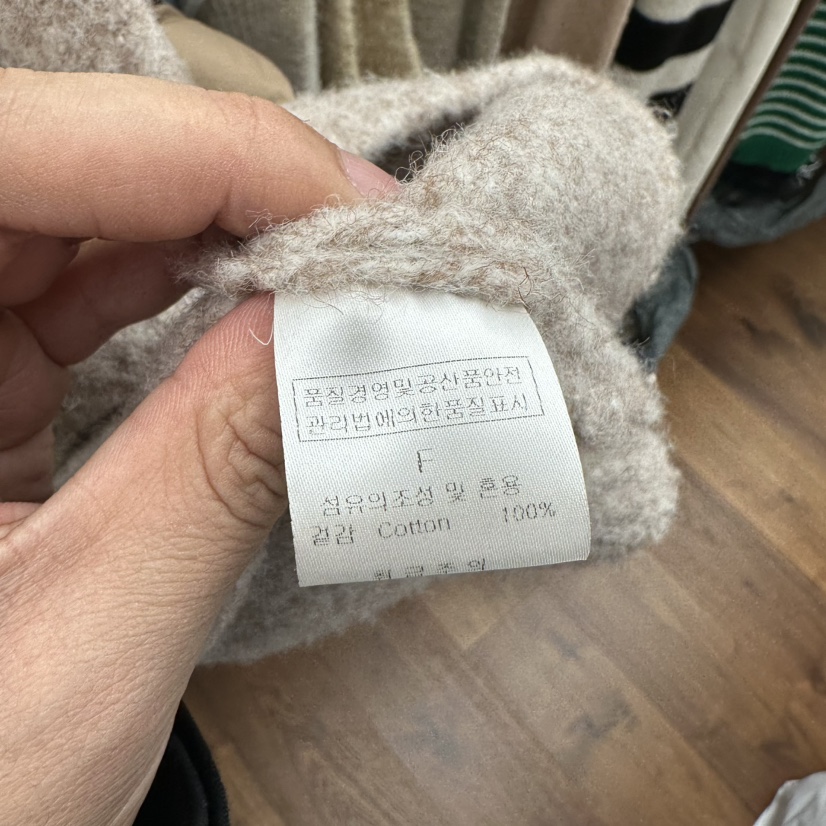 품질경영및공산품안전
관리법에의한품질표시
F
섬유의조성 및 혼용
겉감 Cotton 100%